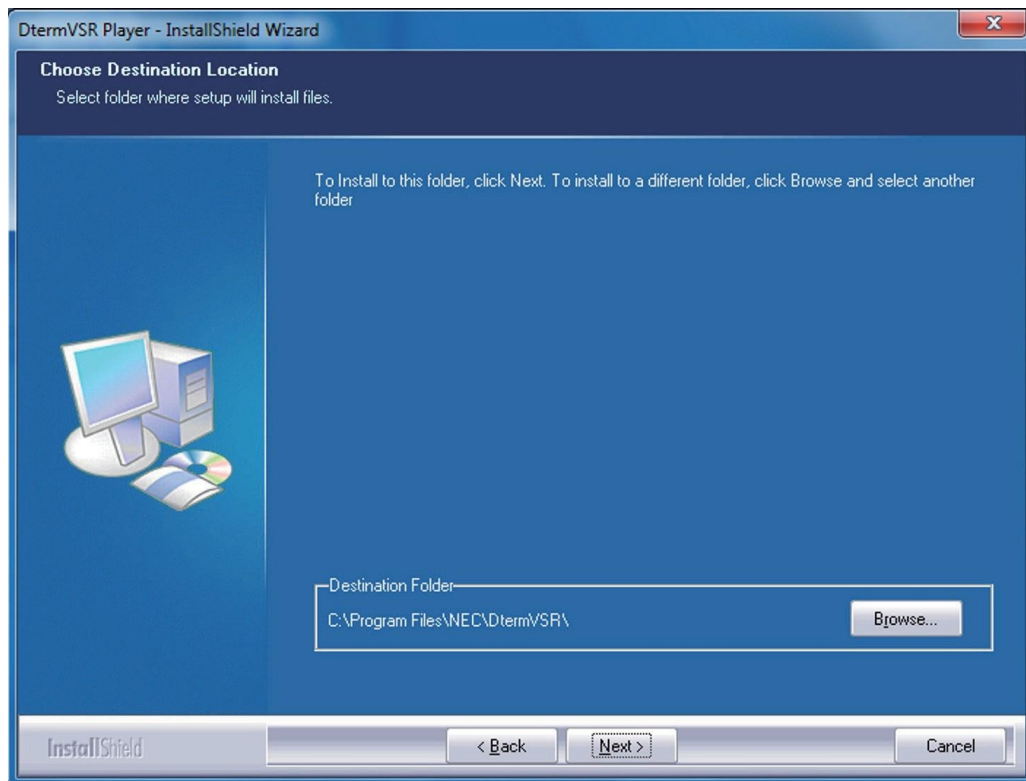 DtermVSR Player - InstallShield Wizard
Choose Destination Location
Select folder where setup will install files.
To Install to this folder, click Next. To install to a different folder, click Browse and select another
folder
Destination Folder
C:\Program Files\NEC\DtermVSR\
Browse...
InstallShield
< Back
Next >
Cancel